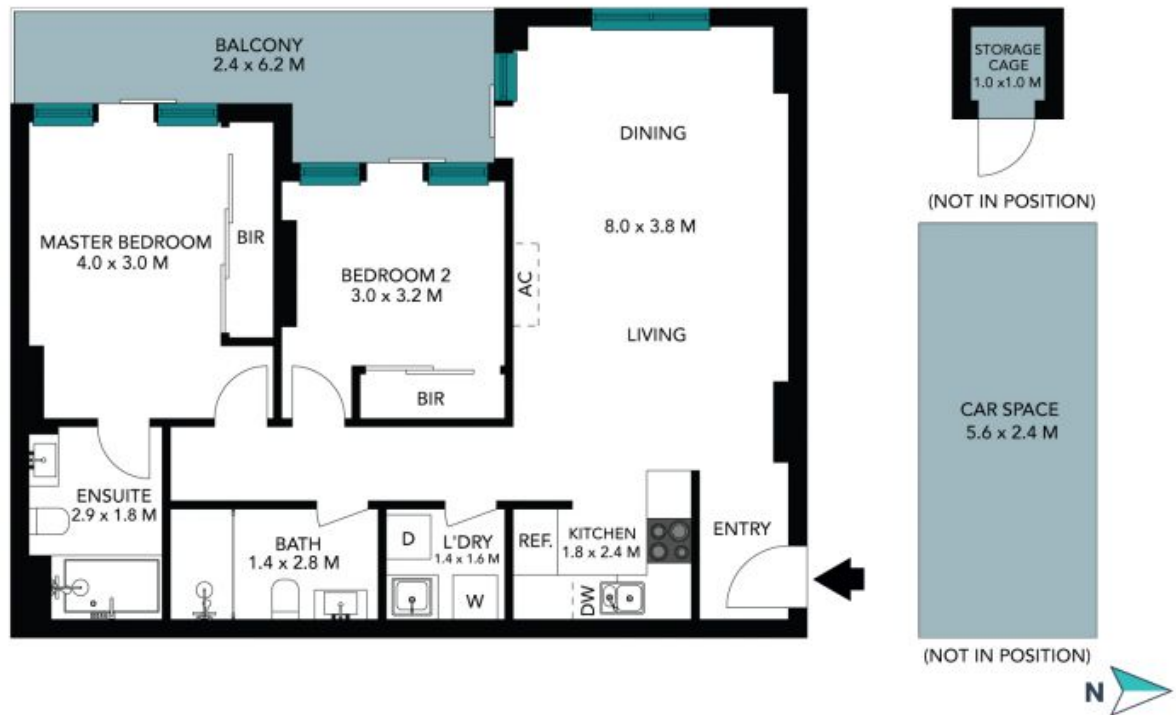 BALCONY
2.4 x 6.2 M
STORAGE
CAGE
1.0 x1.0 M
DINING
(NOT IN POSITION)
MASTER BEDROOM
4.0 x 3.0 M
BIR
8.0 x 3.8 M
BEDROOM 2
3.0 x 3.2 M
AC
LIVING
BIR
CAR SPACE
5.6 x 2.4 M
ENSUITE
2.9 x 1.8 M
BATH
1.4 x 2.8 M
D
L'DRY
1.4 x 1.6 M
W
REF.
KITCHEN
1.8 x 2.4 M
DW
ENTRY
(NOT IN POSITION)
N